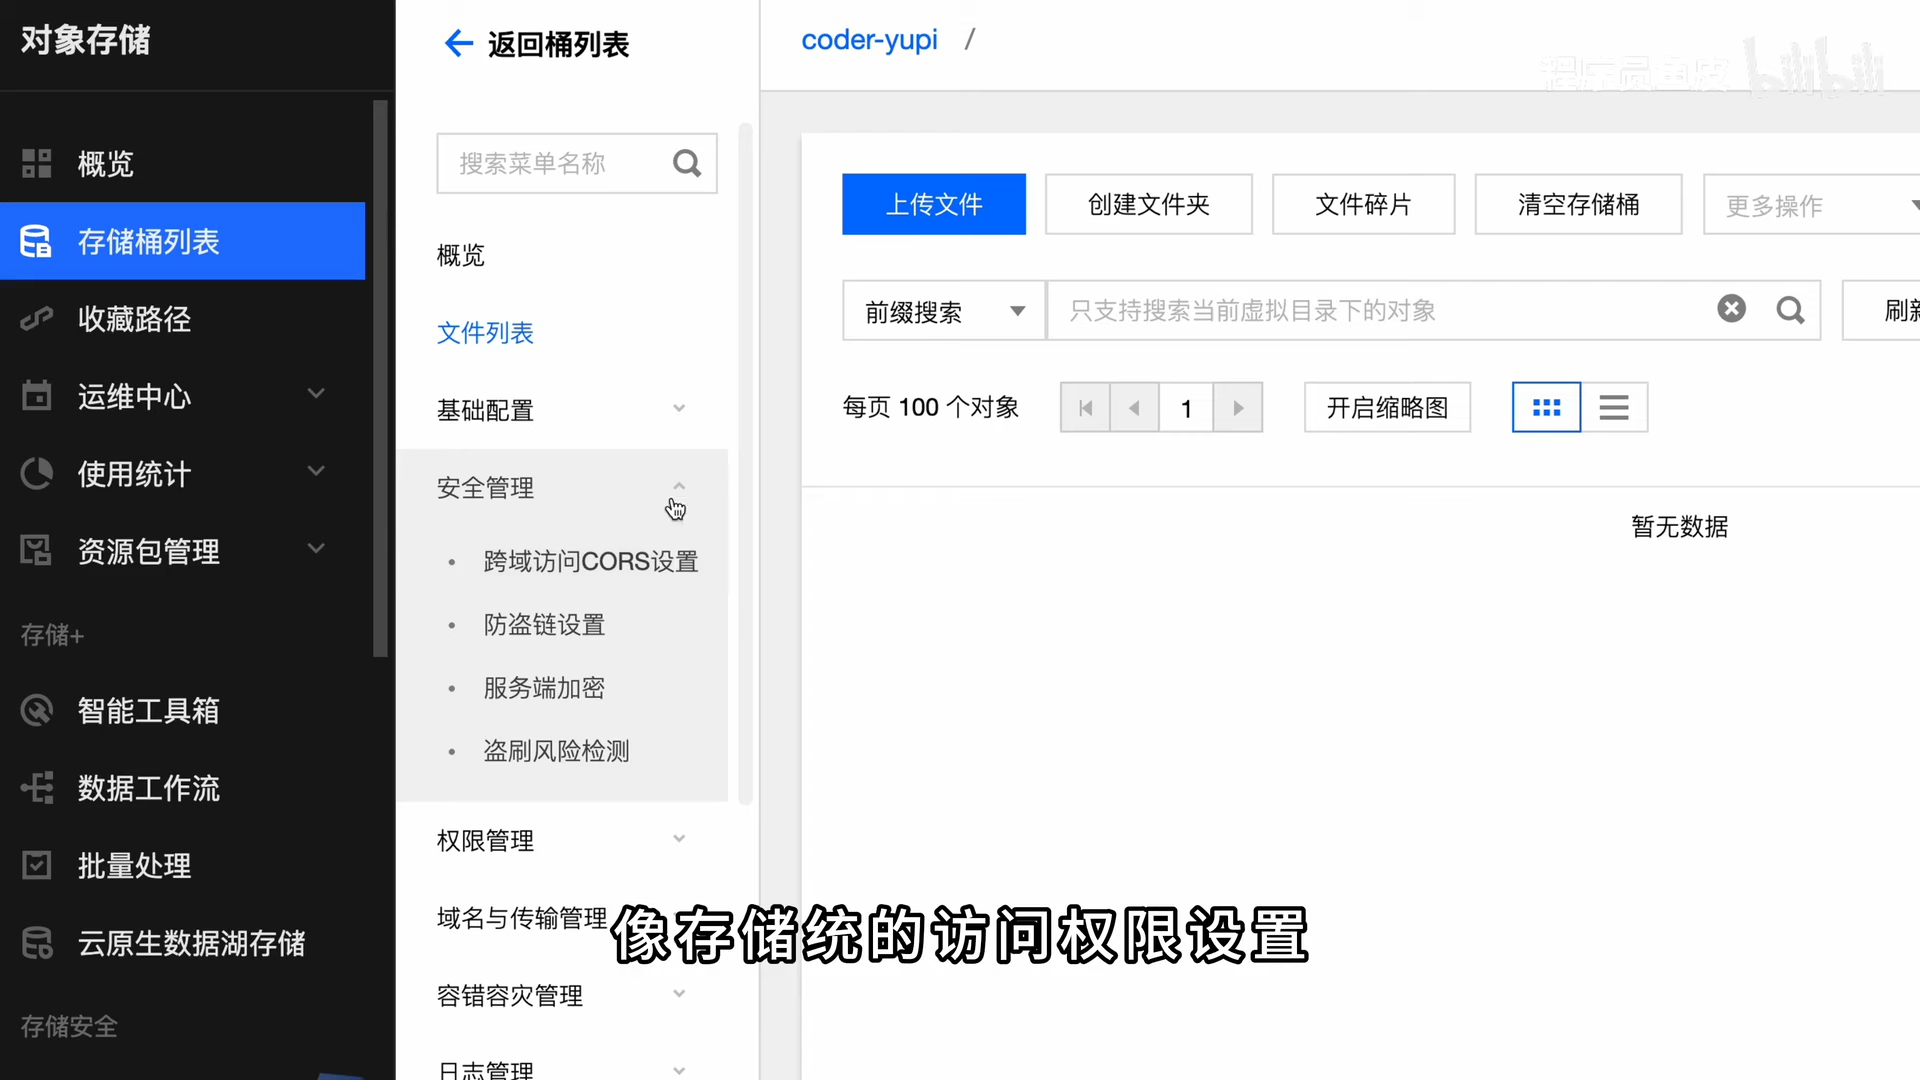 对象存储
概览
存储桶列表
收藏路径
运维中心
使用统计
资源包管理
存储+
智能工具箱
数据工作流
批量处理
云原生数据湖存储
存储安全
返回桶列表
搜索菜单名称
概览
文件列表
基础配置
安全管理
• 跨域访问CORS设置
• 防盗链设置
• 服务端加密
• 盗刷风险检测
权限管理
域名与传输管理
容错容灾管理
日志管理
coder-yupi /
程序员鱼皮 bilibili
上传文件 创建文件夹 文件碎片 清空存储桶 更多操作
前缀搜索 只支持搜索当前虚拟目录下的对象 刷新
每页 100 个对象 1 开启缩略图
暂无数据
像存储统的访问权限设置